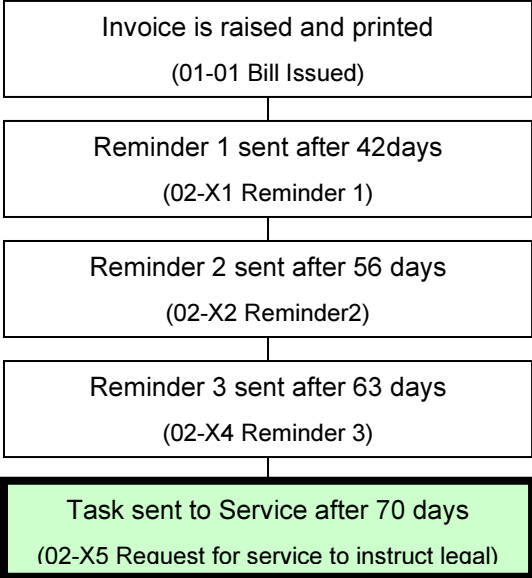 Invoice is raised and printed
(01-01 Bill Issued)
Reminder 1 sent after 42days
(02-X1 Reminder 1)
Reminder 2 sent after 56 days
(02-X2 Reminder2)
Reminder 3 sent after 63 days
(02-X4 Reminder 3)
Task sent to Service after 70 days
(02-X5 Request for service to instruct legal)